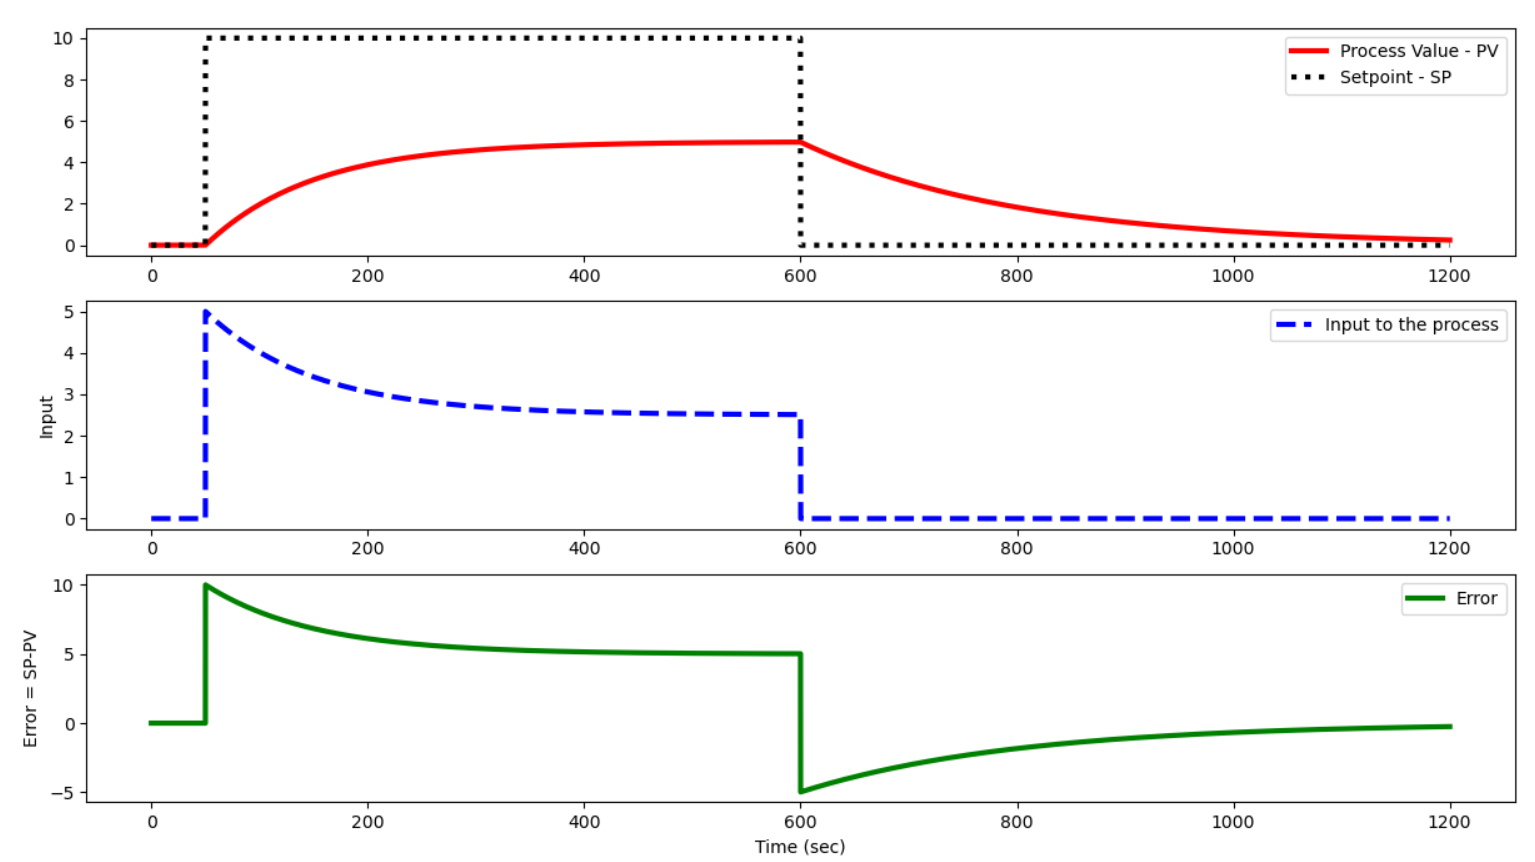 10
8
6
4
2
0
Process Value - PV
Setpoint - SP
0 200 400 600 800 1000 1200
5
4
3
2
1
0
Input
Input to the process
0 200 400 600 800 1000 1200
10
5
0
−5
Error = SP-PV
Error
0 200 400 600 800 1000 1200
Time (sec)